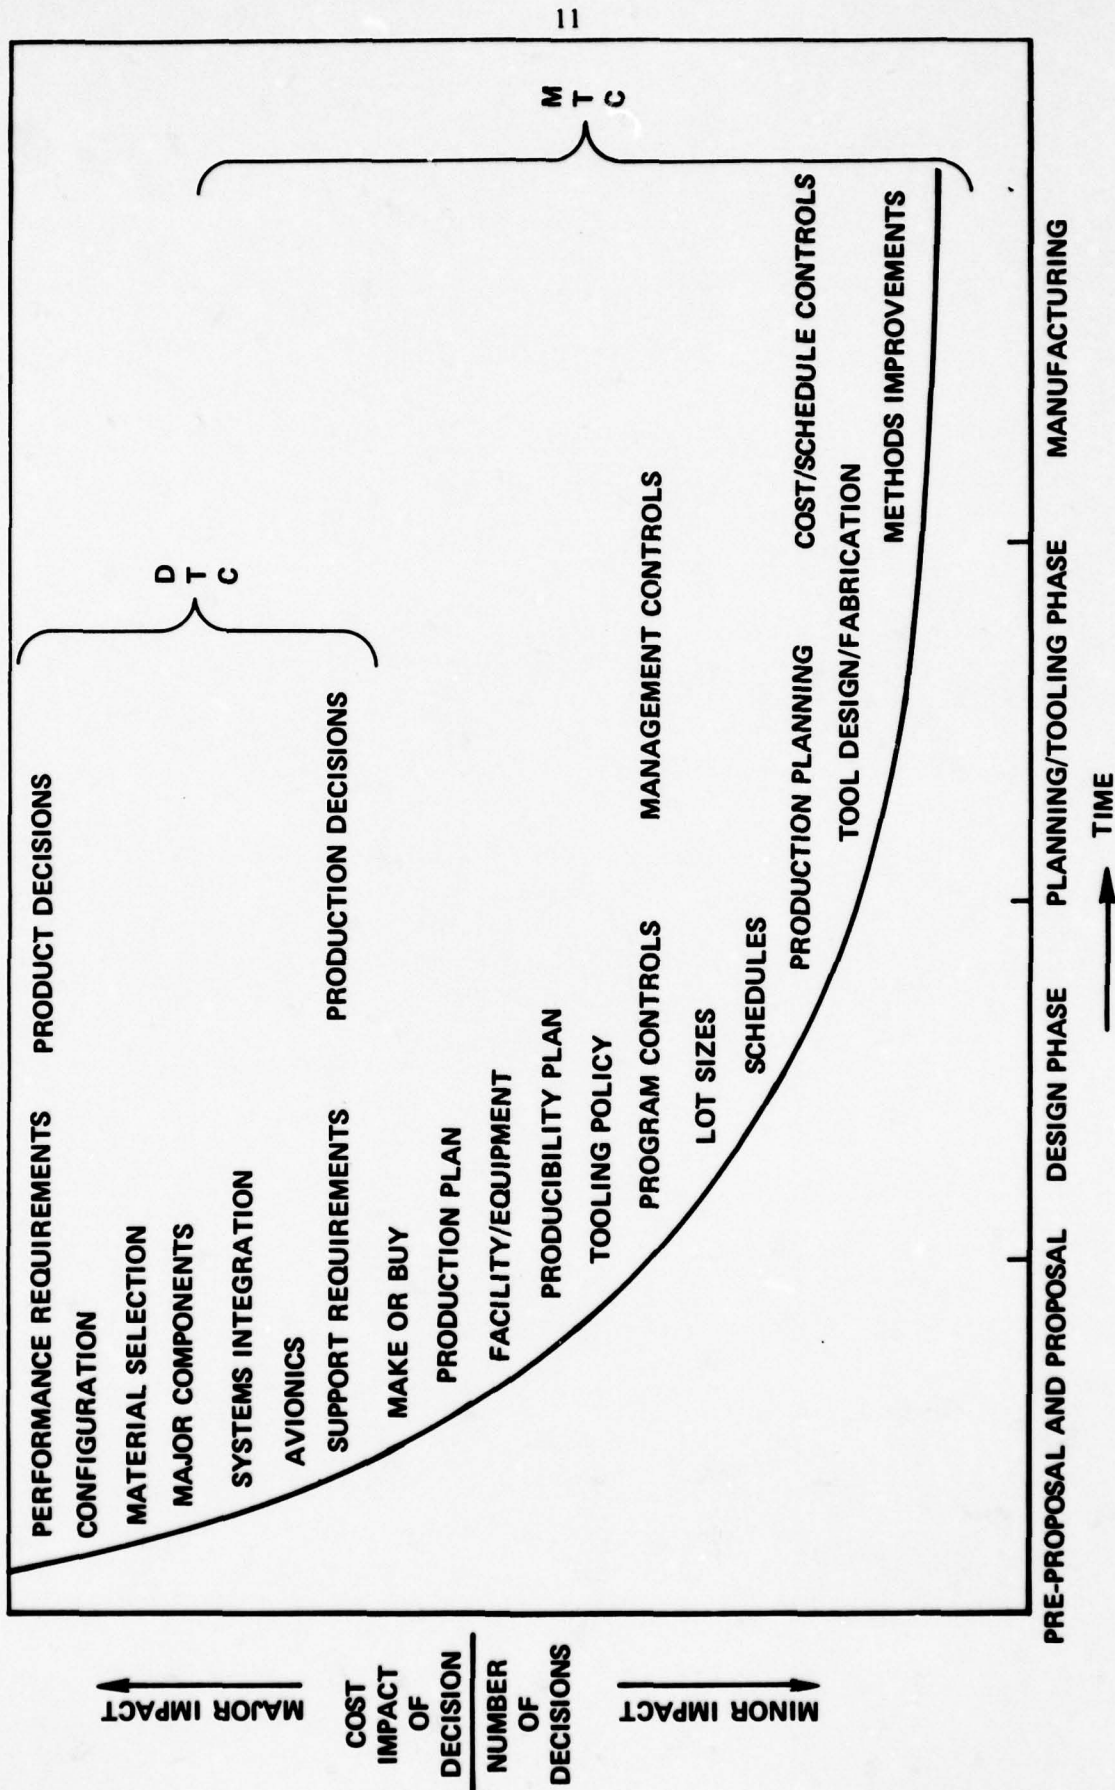 11
PERFORMANCE REQUIREMENTS PRODUCT DECISIONS
CONFIGURATION
MATERIAL SELECTION
MAJOR COMPONENTS
D
T
C
SYSTEMS INTEGRATION
AVIONICS
SUPPORT REQUIREMENTS PRODUCTION DECISIONS
MAKE OR BUY
PRODUCTION PLAN
FACILITY/EQUIPMENT
PRODUCIBILITY PLAN
TOOLING POLICY
M
T
C
PROGRAM CONTROLS MANAGEMENT CONTROLS
LOT SIZES
SCHEDULES
PRODUCTION PLANNING COST/SCHEDULE CONTROLS
TOOL DESIGN/FABRICATION
METHODS IMPROVEMENTS
MAJOR IMPACT
COST
IMPACT
OF
DECISION
NUMBER
OF
DECISIONS
MINOR IMPACT
PRE-PROPOSAL AND PROPOSAL DESIGN PHASE PLANNING/TOOLING PHASE MANUFACTURING
TIME